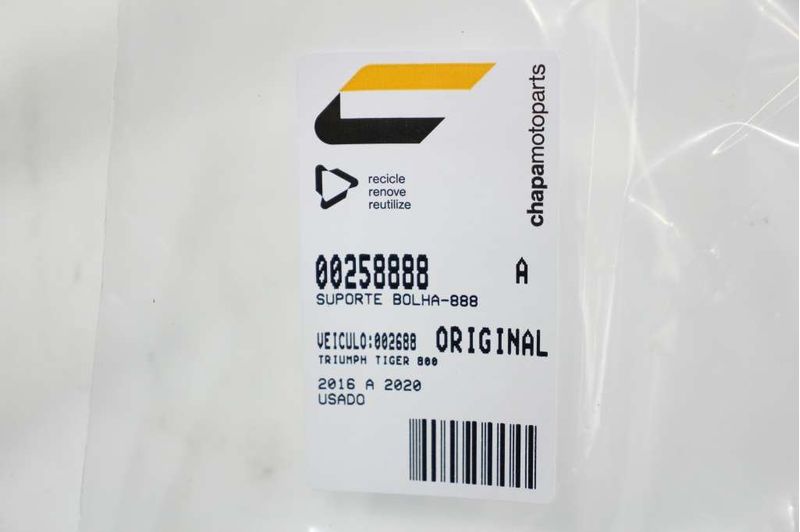 chapamotoparts
recicle
renove
reutilize
00258888 A
SUPORTE BOLHA-888
VEICULO:002688 ORIGINAL
TRIUMPH TIGER 800
2016 A 2020
USADO